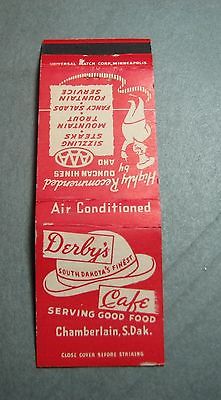 UNIVERSAL MATCH CORP., MINNEAPOLIS
SIZZLING
STEAKS
MOUNTAIN
TROUT
FANCY SALADS
FOUNTAIN
SERVICE
Highly Recommended
by DUNCAN HINES
AND
AAA
Air Conditioned
Derby's
SOUTH DAKOTA'S FINEST
Cafe
SERVING GOOD FOOD
Chamberlain, S.Dak.
CLOSE COVER BEFORE STRIKING